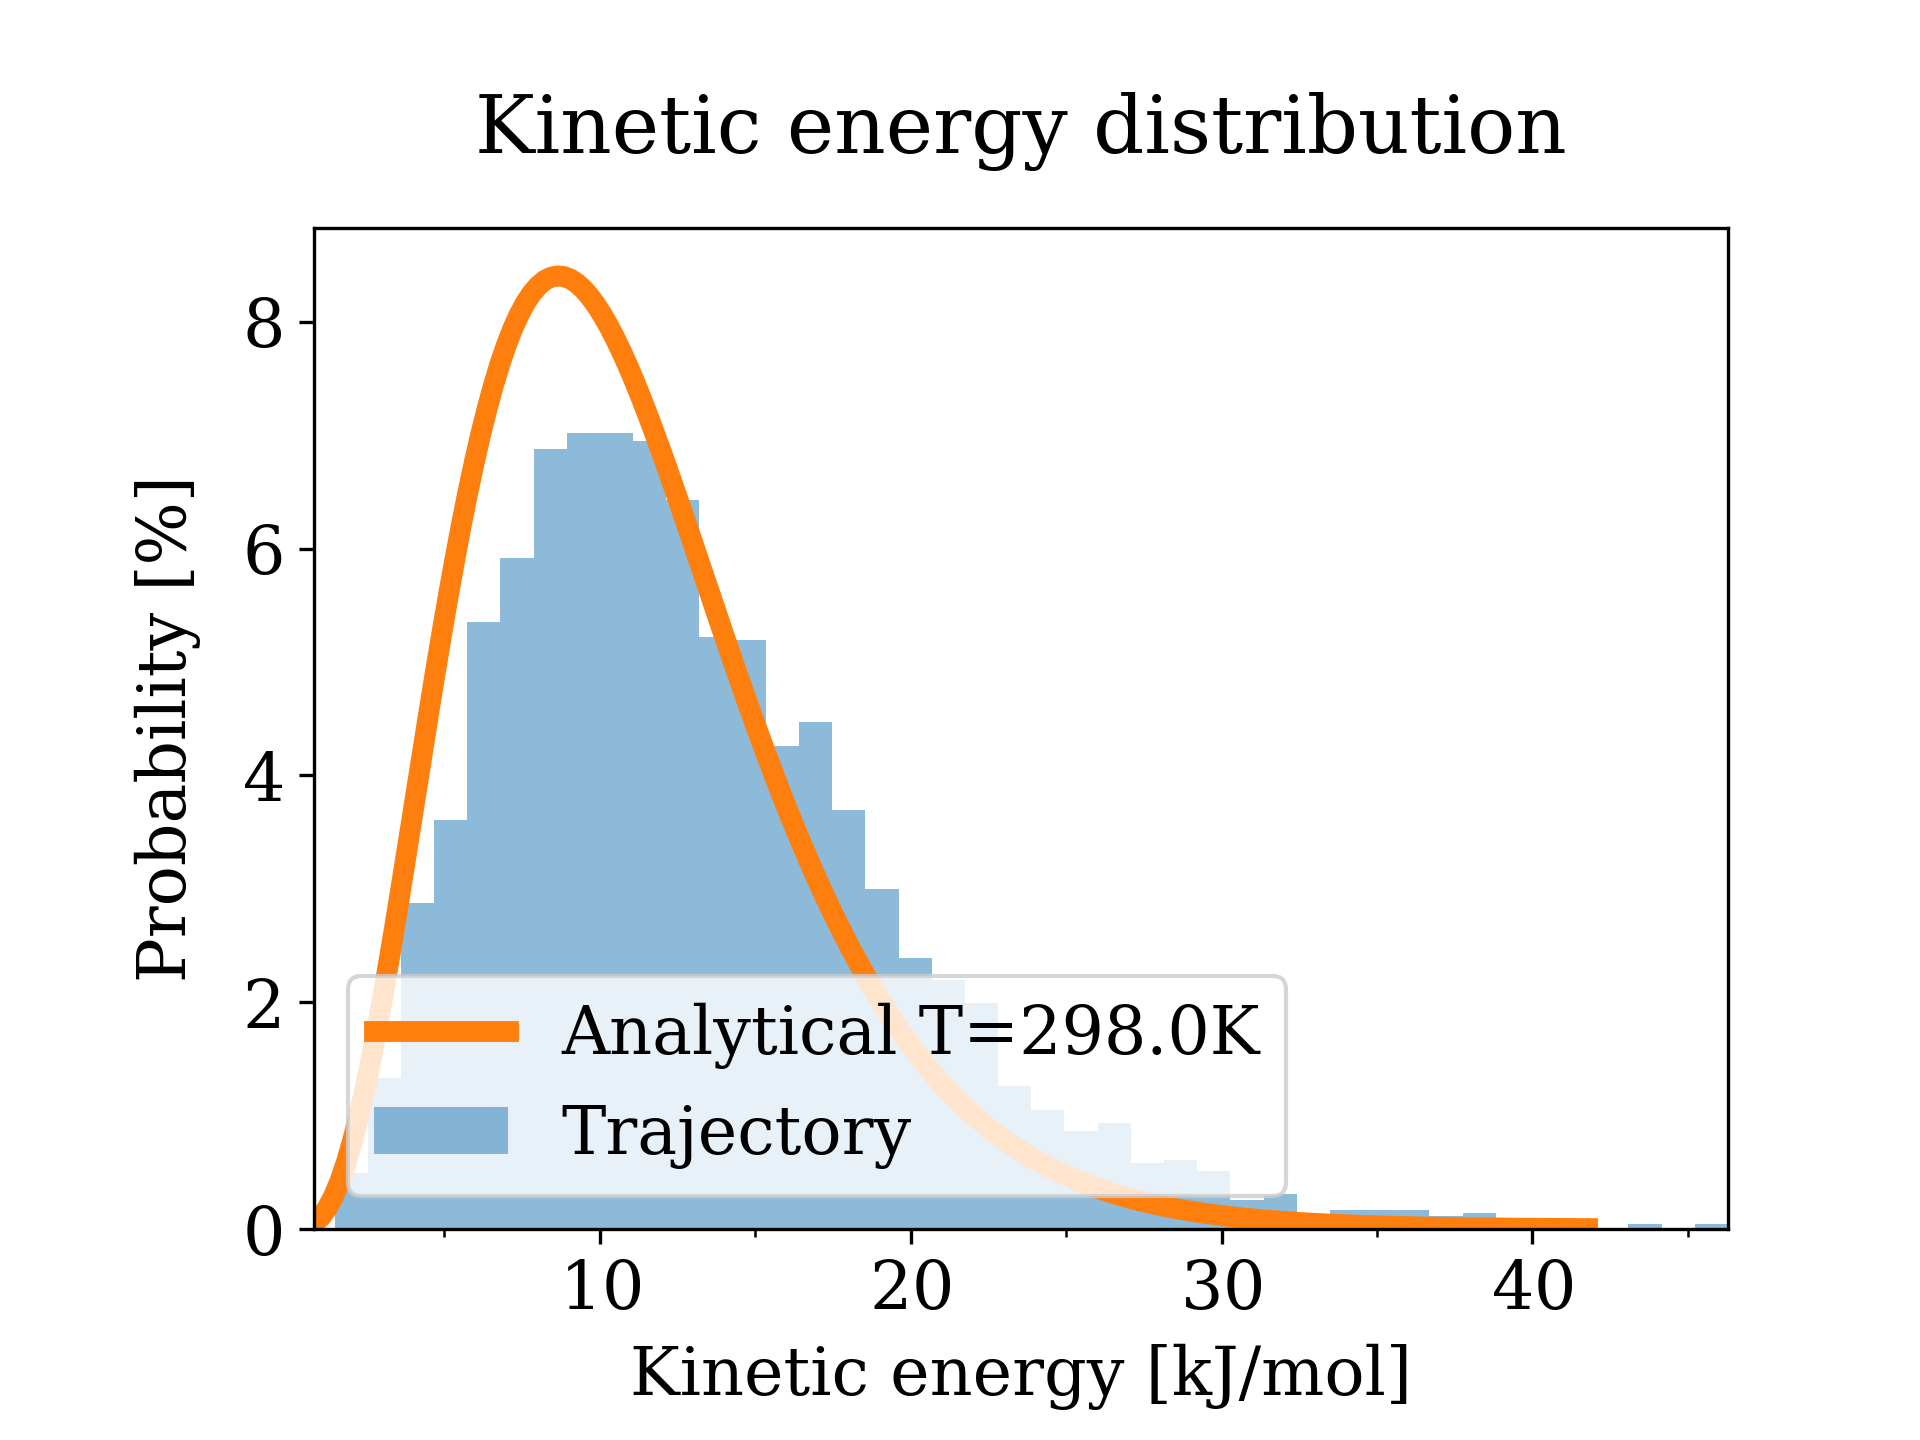 Kinetic energy distribution
Probability [%]
8
6
4
2
0
Analytical T=298.0K
Trajectory
10 20 30 40
Kinetic energy [kJ/mol]